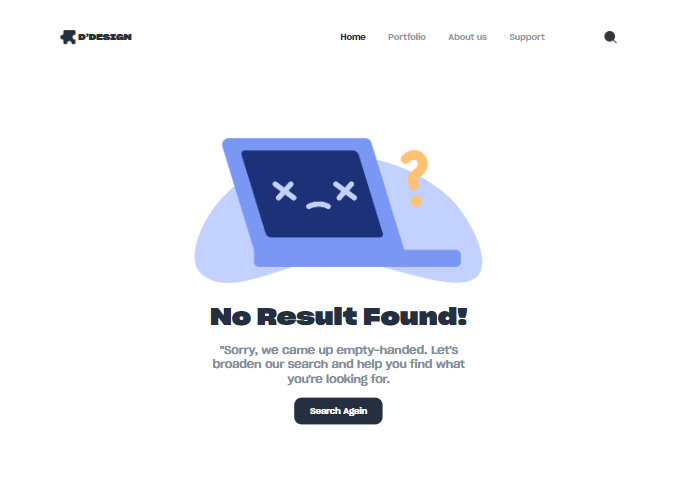 D'DESIGN
Home Portfolio About us Support
?
No Result Found!
"Sorry, we came up empty-handed. Let's
broaden our search and help you find what
you're looking for.
Search Again